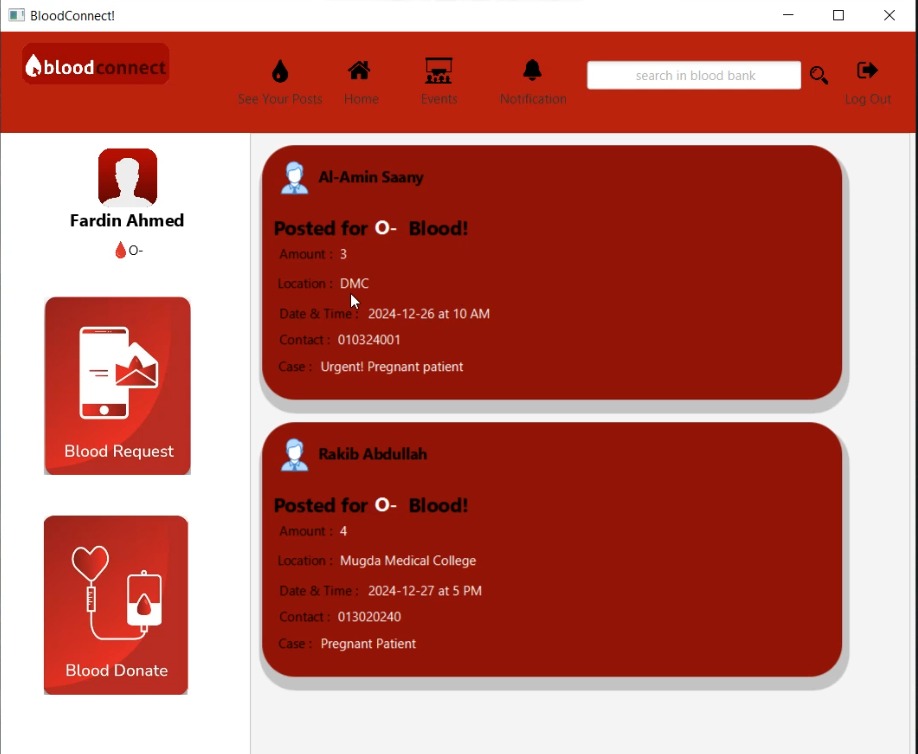 BloodConnect!
bloodconnect
See Your Posts
Home
Events
Notification
search in blood bank
Log Out
Fardin Ahmed
O-
Blood Request
Blood Donate
Al-Amin Saany
Posted for O- Blood!
Amount : 3
Location : DMC
Date & Time : 2024-12-26 at 10 AM
Contact : 010324001
Case : Urgent! Pregnant patient
Rakib Abdullah
Posted for O- Blood!
Amount : 4
Location : Mugda Medical College
Date & Time : 2024-12-27 at 5 PM
Contact : 013020240
Case : Pregnant Patient